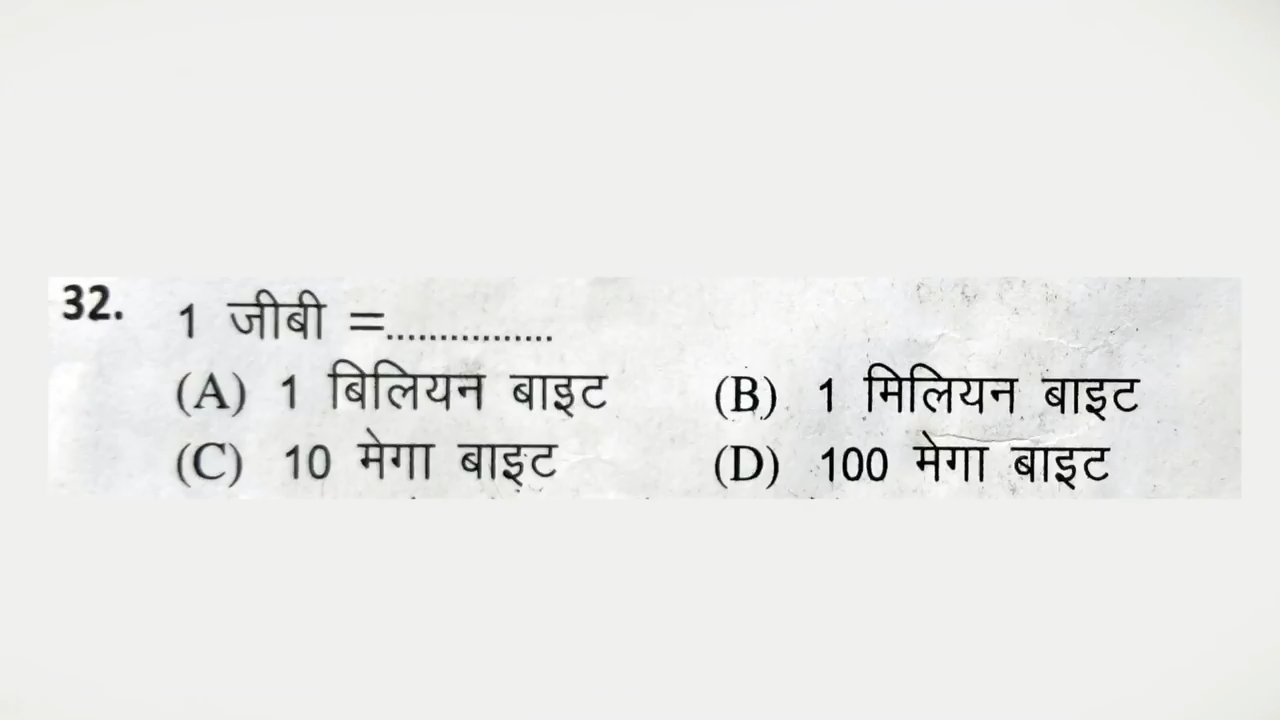 32. 1 जीबी =................
(A) 1 बिलियन बाइट (B) 1 मिलियन बाइट
(C) 10 मेगा बाइट (D) 100 मेगा बाइट